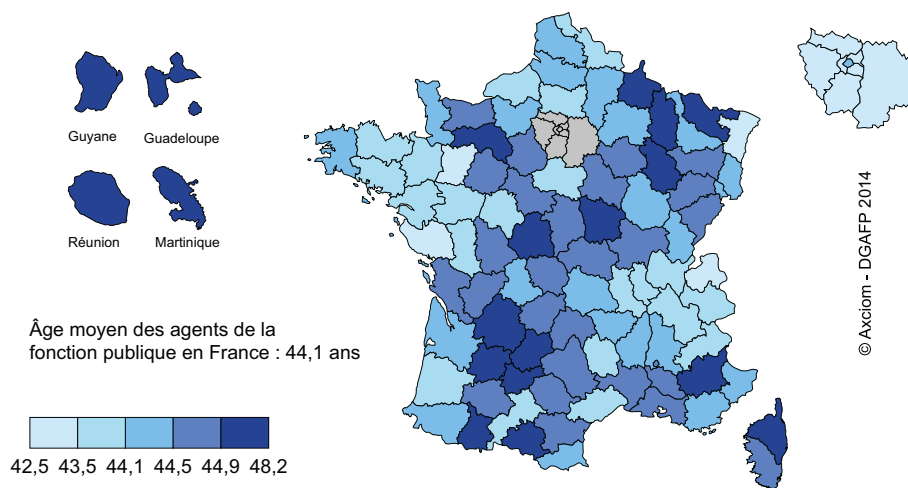 Guyane
Guadeloupe
Réunion
Martinique
Âge moyen des agents de la
fonction publique en France : 44,1 ans
42,5 43,5 44,1 44,5 44,9 48,2
© Axciom - DGAFP 2014